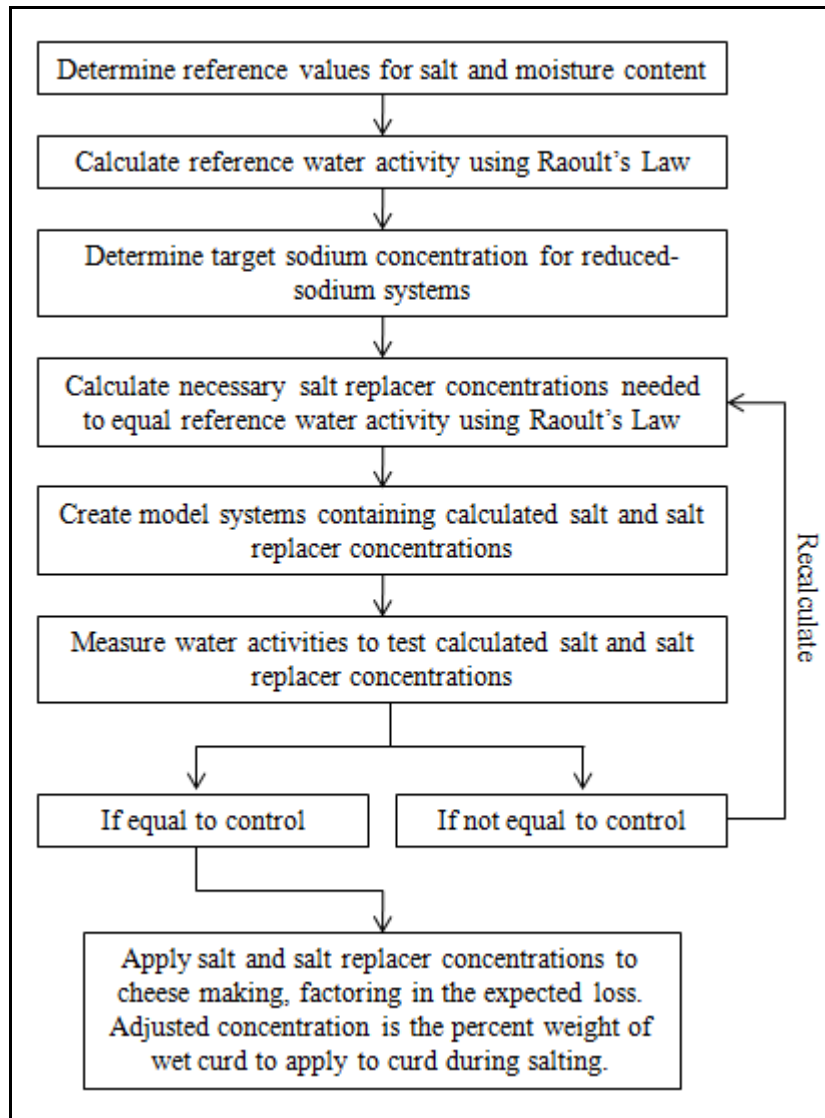 Determine reference values for salt and moisture content
Calculate reference water activity using Raoult's Law
Determine target sodium concentration for reduced-
sodium systems
Calculate necessary salt replacer concentrations needed
to equal reference water activity using Raoult's Law
Create model systems containing calculated salt and salt
replacer concentrations
Measure water activities to test calculated salt and salt
replacer concentrations
Recalculate
If equal to control
If not equal to control
Apply salt and salt replacer concentrations to
cheese making, factoring in the expected loss.
Adjusted concentration is the percent weight of
wet curd to apply to curd during salting.